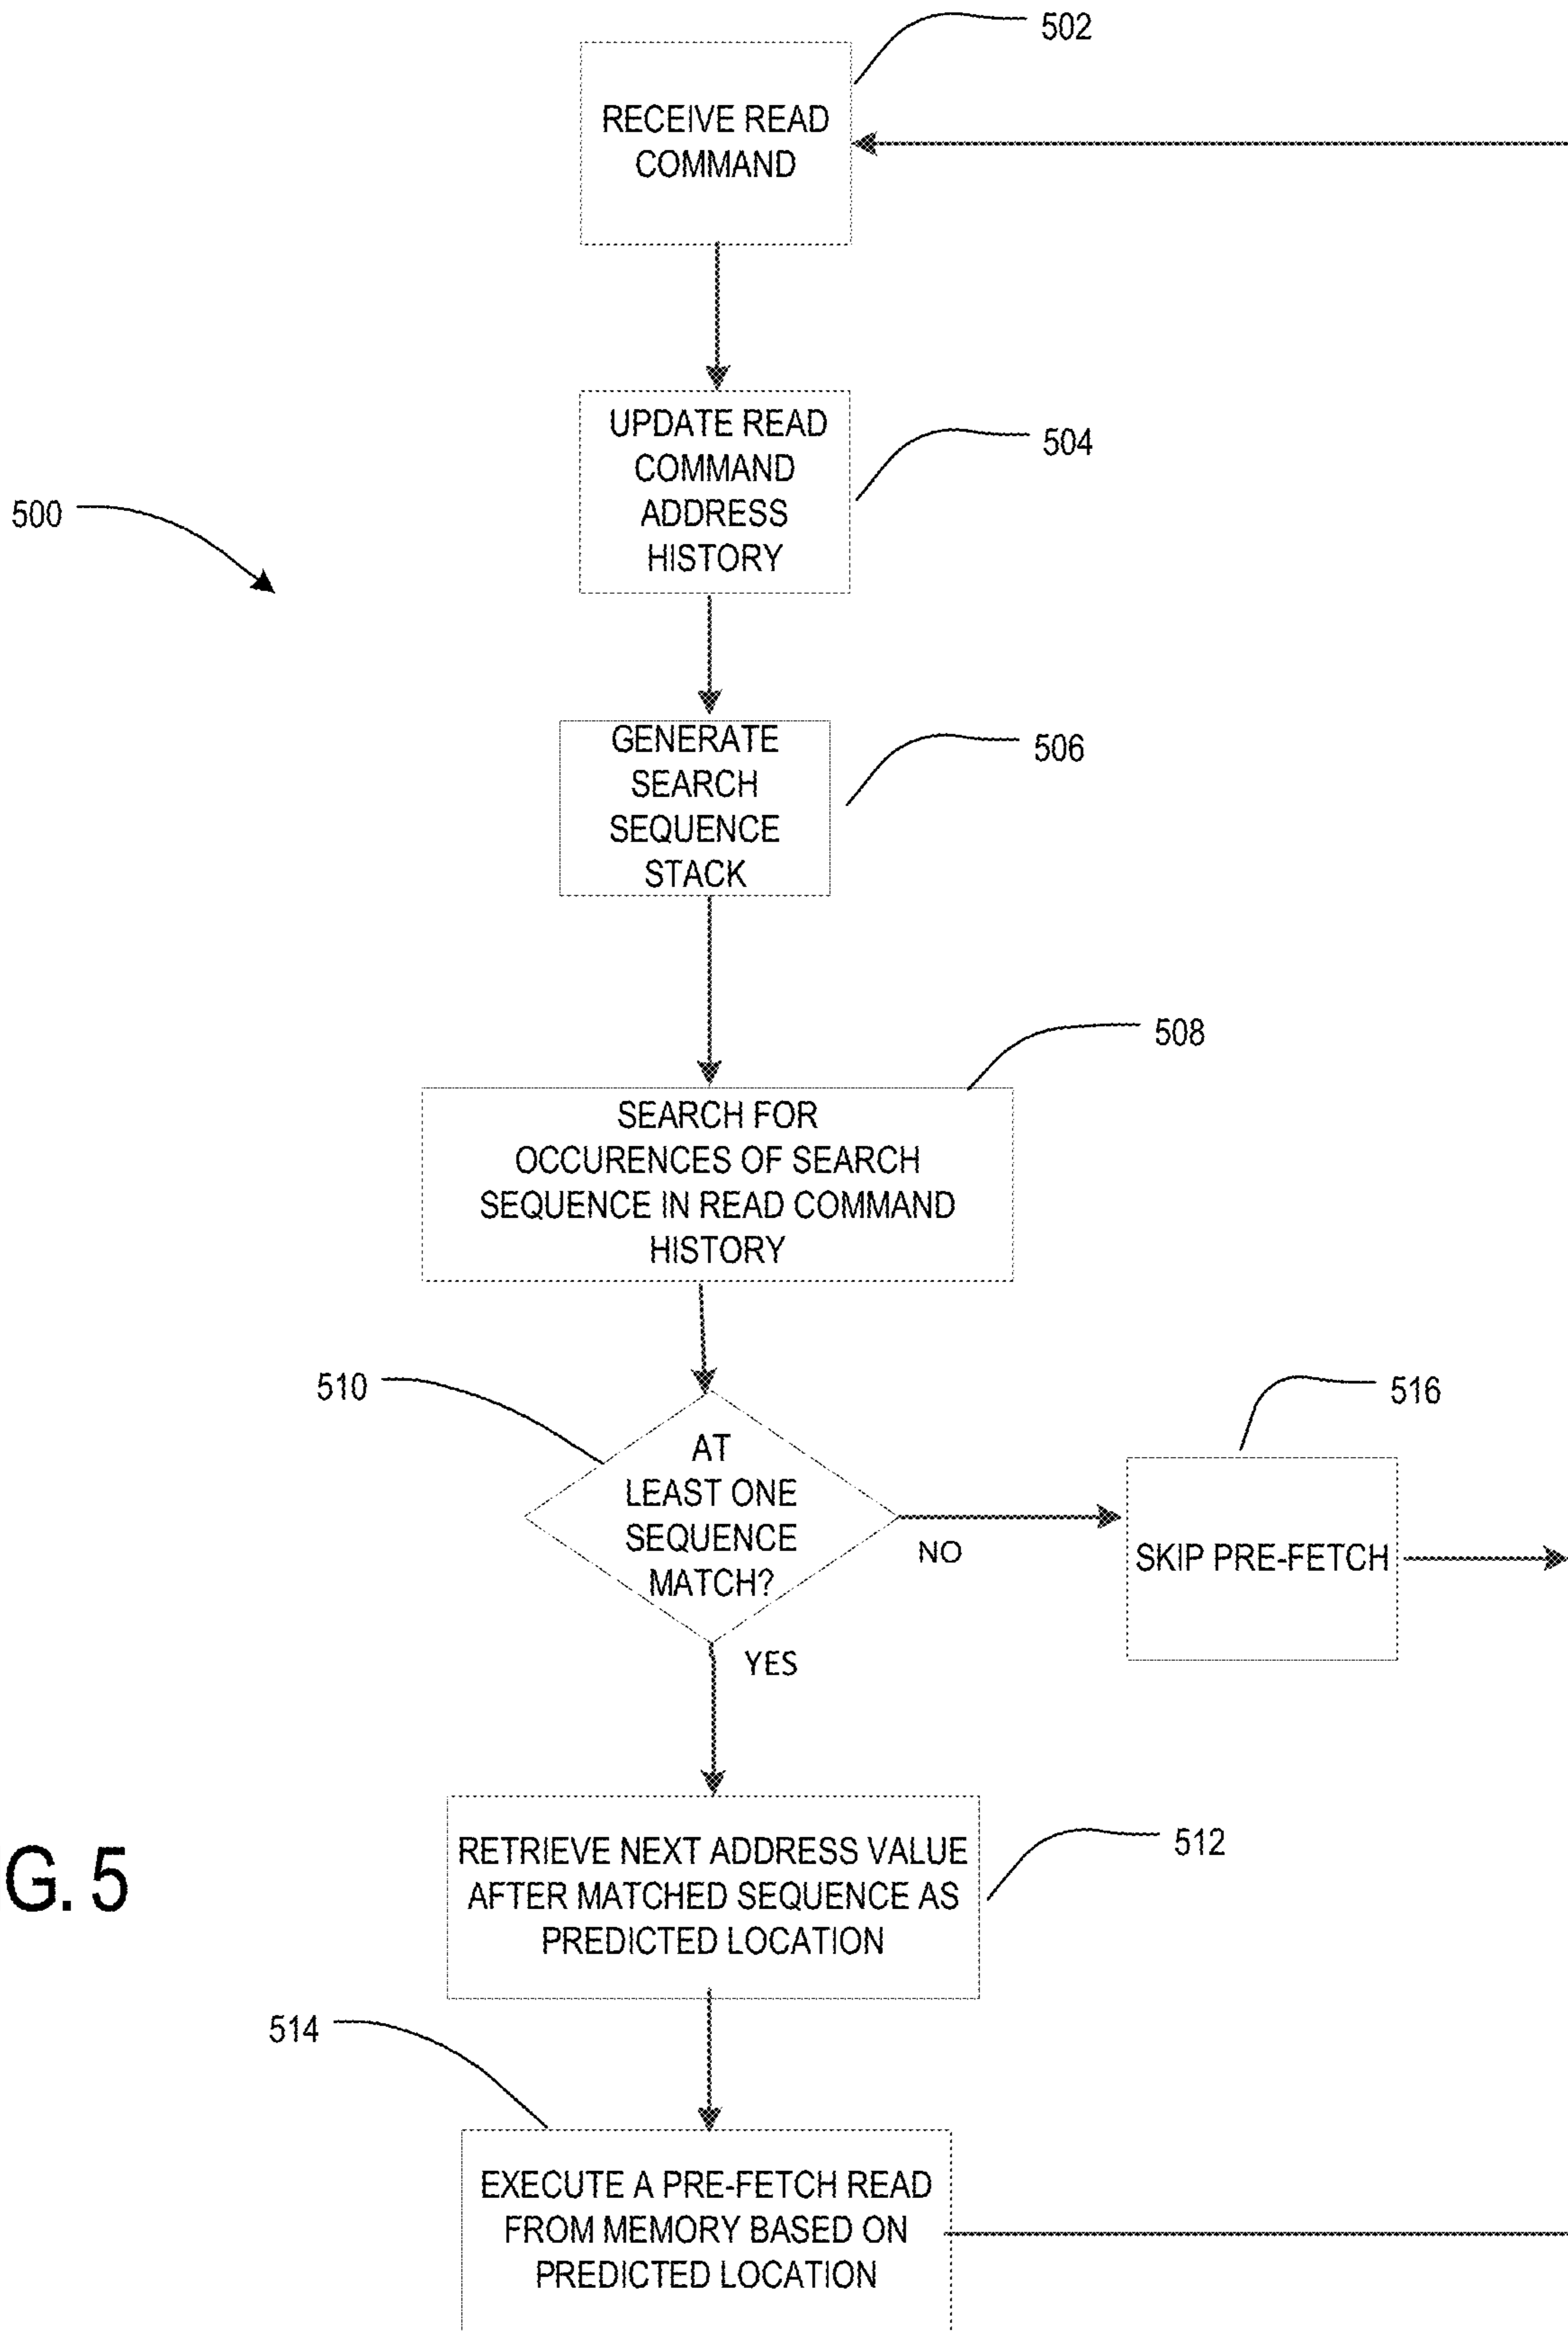 502
RECEIVE READ
COMMAND
UPDATE READ
COMMAND
ADDRESS
HISTORY
504
500
GENERATE
SEARCH
SEQUENCE
STACK
506
508
SEARCH FOR
OCCURENCES OF SEARCH
SEQUENCE IN READ COMMAND
HISTORY
510
516
AT
LEAST ONE
SEQUENCE
MATCH?
NO
SKIP PRE-FETCH
YES
RETRIEVE NEXT ADDRESS VALUE
AFTER MATCHED SEQUENCE AS
PREDICTED LOCATION
512
G. 5
514
EXECUTE A PRE-FETCH READ
FROM MEMORY BASED ON
PREDICTED LOCATION